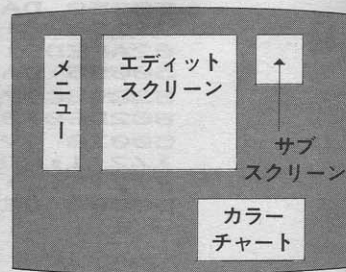 メニュー
エディット
スクリーン
サブ
スクリーン
カラー
チャート